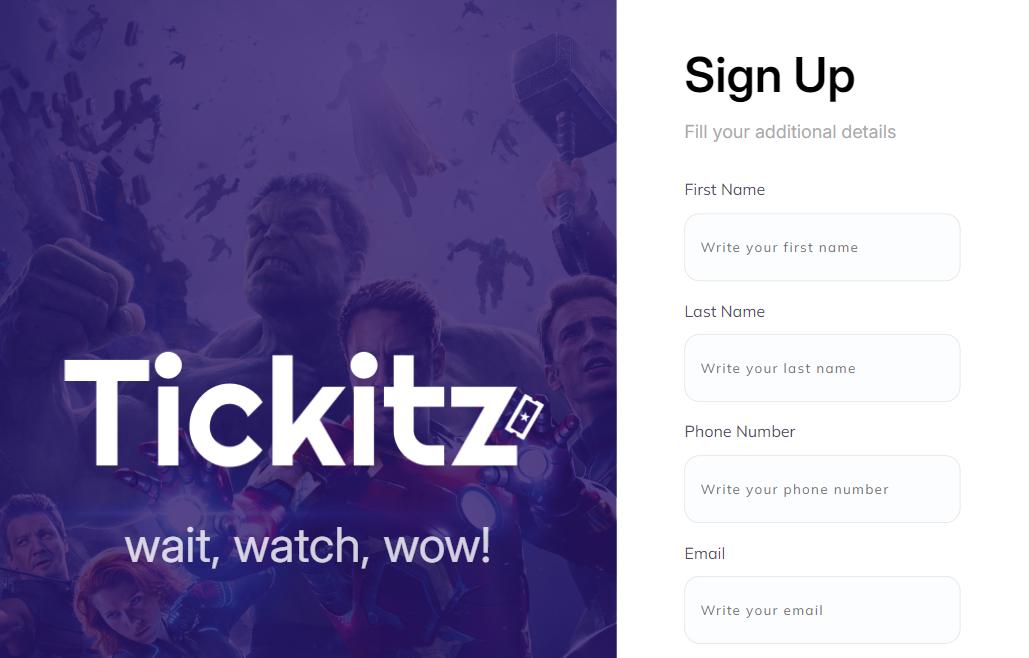 Tickitz
wait, watch, wow!
Sign Up
Fill your additional details
First Name
Write your first name
Last Name
Write your last name
Phone Number
Write your phone number
Email
Write your email